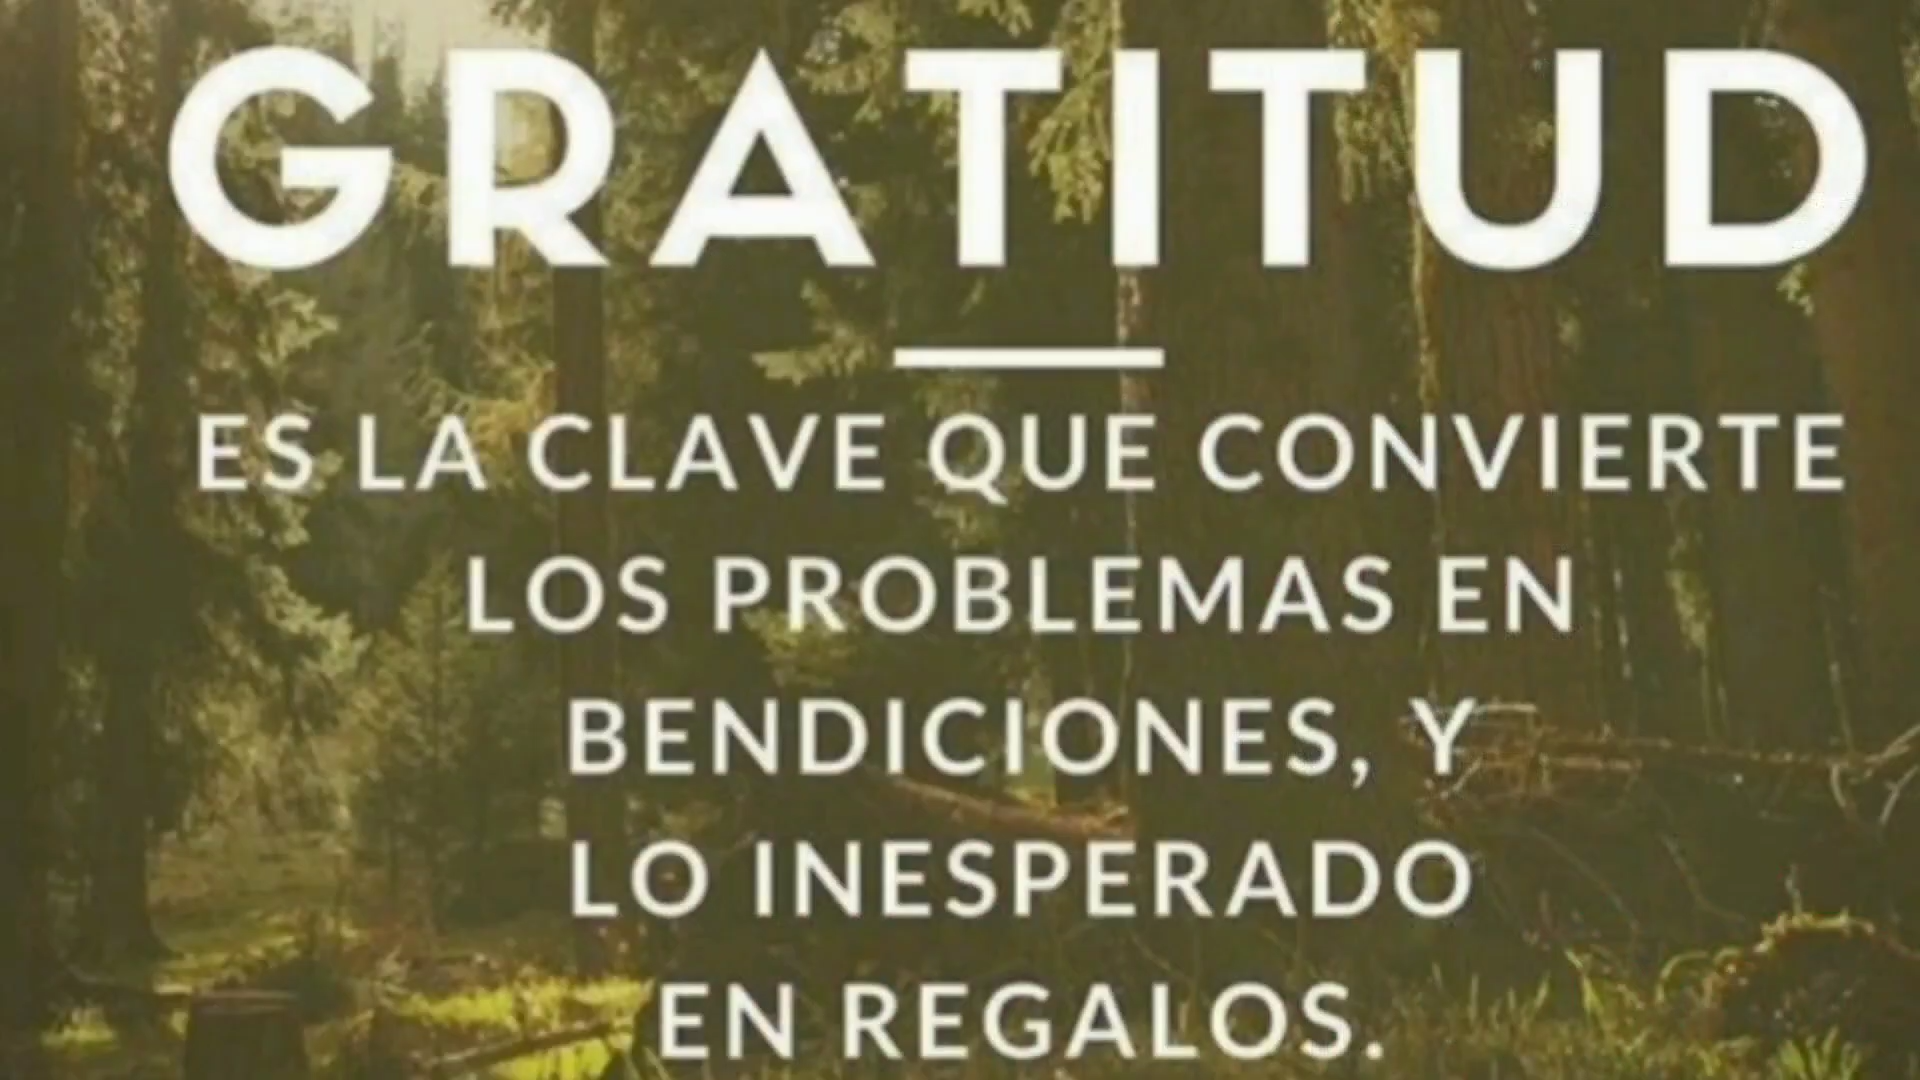 GRATITUD
ES LA CLAVE QUE CONVIERTE
LOS PROBLEMAS EN
BENDICIONES, Y
LO INESPERADO
EN REGALOS.